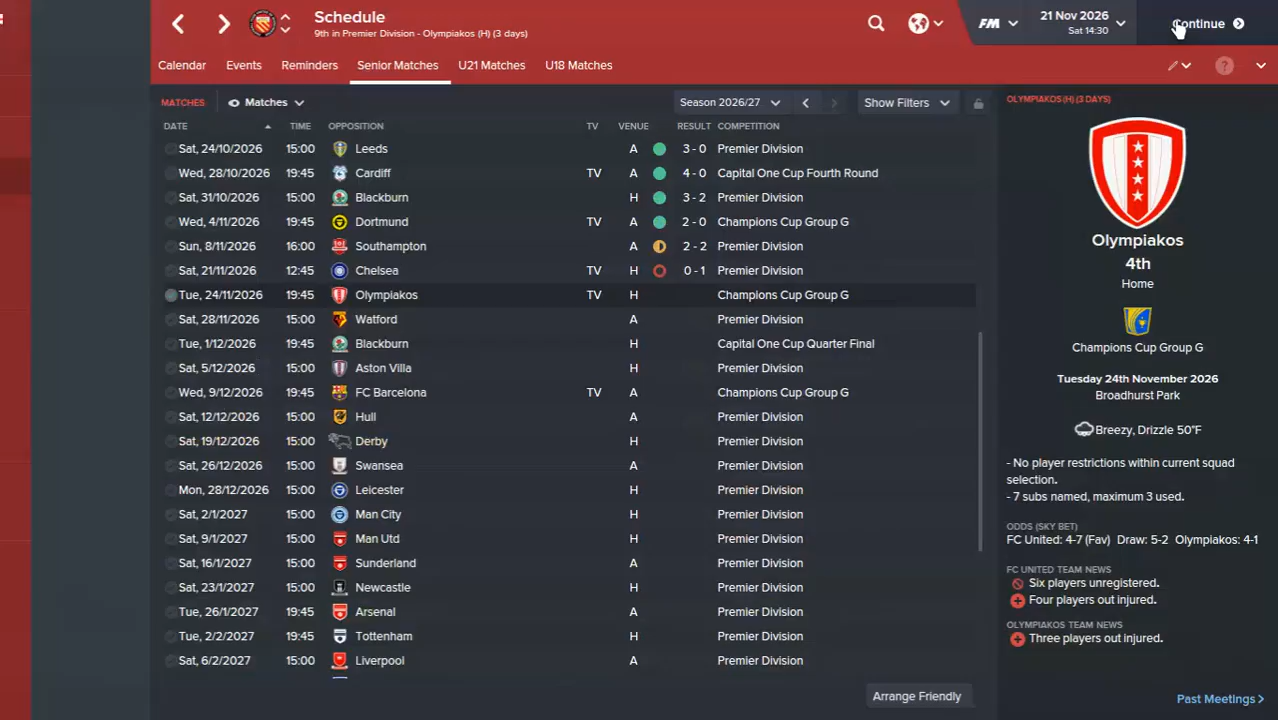 Schedule
9th in Premier Division - Olympiakos (H) (3 days)
FM
21 Nov 2026
Sat 14:30
Continue
Calendar Events Reminders Senior Matches U21 Matches U18 Matches
MATCHES Matches Season 2026/27 Show Filters
DATE TIME OPPOSITION TV VENUE RESULT COMPETITION
Sat, 24/10/2026 15:00 Leeds A 3 - 0 Premier Division
Wed, 28/10/2026 19:45 Cardiff TV A 4 - 0 Capital One Cup Fourth Round
Sat, 31/10/2026 15:00 Blackburn H 3 - 2 Premier Division
Wed, 4/11/2026 19:45 Dortmund TV A 2 - 0 Champions Cup Group G
Sun, 8/11/2026 16:00 Southampton A 2 - 2 Premier Division
Sat, 21/11/2026 12:45 Chelsea TV H 0 - 1 Premier Division
Tue, 24/11/2026 19:45 Olympiakos TV H Champions Cup Group G
Sat, 28/11/2026 15:00 Watford A Premier Division
Tue, 1/12/2026 19:45 Blackburn H Capital One Cup Quarter Final
Sat, 5/12/2026 15:00 Aston Villa H Premier Division
Wed, 9/12/2026 19:45 FC Barcelona TV A Champions Cup Group G
Sat, 12/12/2026 15:00 Hull A Premier Division
Sat, 19/12/2026 15:00 Derby H Premier Division
Sat, 26/12/2026 15:00 Swansea A Premier Division
Mon, 28/12/2026 15:00 Leicester H Premier Division
Sat, 2/1/2027 15:00 Man City H Premier Division
Sat, 9/1/2027 15:00 Man Utd H Premier Division
Sat, 16/1/2027 15:00 Sunderland A Premier Division
Sat, 23/1/2027 15:00 Newcastle H Premier Division
Tue, 26/1/2027 19:45 Arsenal A Premier Division
Tue, 2/2/2027 19:45 Tottenham H Premier Division
Sat, 6/2/2027 15:00 Liverpool A Premier Division
Arrange Friendly
OLYMPIAKOS (H) (3 DAYS)
Olympiakos
4th
Home
Champions Cup Group G
Tuesday 24th November 2026
Broadhurst Park
Breezy, Drizzle 50°F
- No player restrictions within current squad
selection.
- 7 subs named, maximum 3 used.
ODDS (SKY BET)
FC United: 4-7 (Fav) Draw: 5-2 Olympiakos: 4-1
FC UNITED TEAM NEWS
Six players unregistered.
Four players out injured.
OLYMPIAKOS TEAM NEWS
Three players out injured.
Past Meetings >